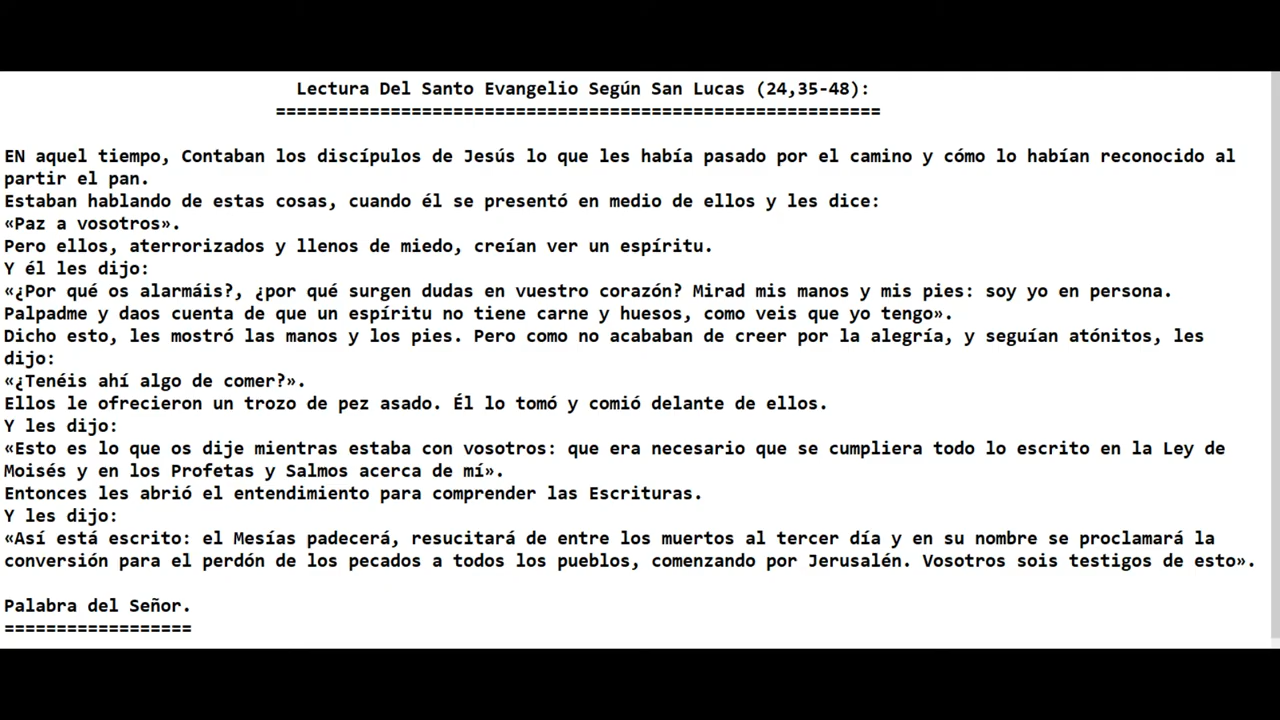 Lectura Del Santo Evangelio Según San Lucas (24,35-48):
==========================================================
EN aquel tiempo, Contaban los discípulos de Jesús lo que les había pasado por el camino y cómo lo habían reconocido al
partir el pan.
Estaban hablando de estas cosas, cuando él se presentó en medio de ellos y les dice:
«Paz a vosotros».
Pero ellos, aterrorizados y llenos de miedo, creían ver un espíritu.
Y él les dijo:
«¿Por qué os alarmáis?, ¿por qué surgen dudas en vuestro corazón? Mirad mis manos y mis pies: soy yo en persona.
Palpadme y daos cuenta de que un espíritu no tiene carne y huesos, como veis que yo tengo».
Dicho esto, les mostró las manos y los pies. Pero como no acababan de creer por la alegría, y seguían atónitos, les
dijo:
«¿Tenéis ahí algo de comer?».
Ellos le ofrecieron un trozo de pez asado. Él lo tomó y comió delante de ellos.
Y les dijo:
«Esto es lo que os dije mientras estaba con vosotros: que era necesario que se cumpliera todo lo escrito en la Ley de
Moisés y en los Profetas y Salmos acerca de mí».
Entonces les abrió el entendimiento para comprender las Escrituras.
Y les dijo:
«Así está escrito: el Mesías padecerá, resucitará de entre los muertos al tercer día y en su nombre se proclamará la
conversión para el perdón de los pecados a todos los pueblos, comenzando por Jerusalén. Vosotros sois testigos de esto».
Palabra del Señor.
==================